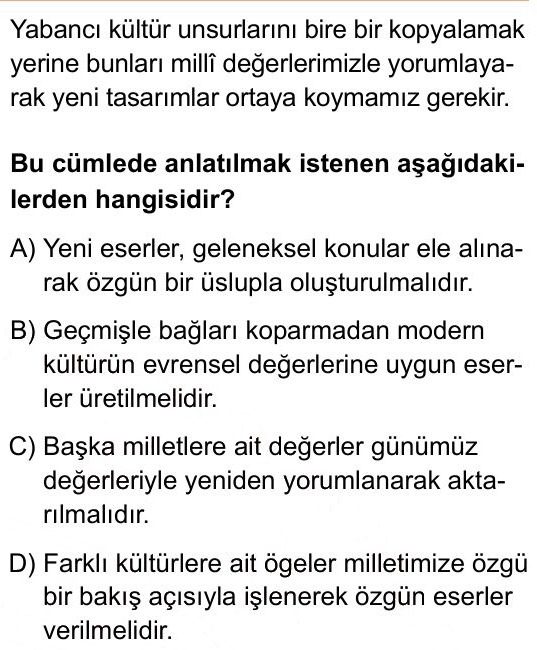 Yabancı kültür unsurlarını bire bir kopyalamak
yerine bunları millî değerlerimizle yorumlaya-
rak yeni tasarımlar ortaya koymamız gerekir.
Bu cümlede anlatılmak istenen aşağıdaki-
lerden hangisidir?
A) Yeni eserler, geleneksel konular ele alına-
rak özgün bir üslupla oluşturulmalıdır.
B) Geçmişle bağları koparmadan modern
kültürün evrensel değerlerine uygun eser-
ler üretilmelidir.
C) Başka milletlere ait değerler günümüz
değerleriyle yeniden yorumlanarak akta-
rılmalıdır.
D) Farklı kültürlere ait ögeler milletimize özgü
bir bakış açısıyla işlenerek özgün eserler
verilmelidir.